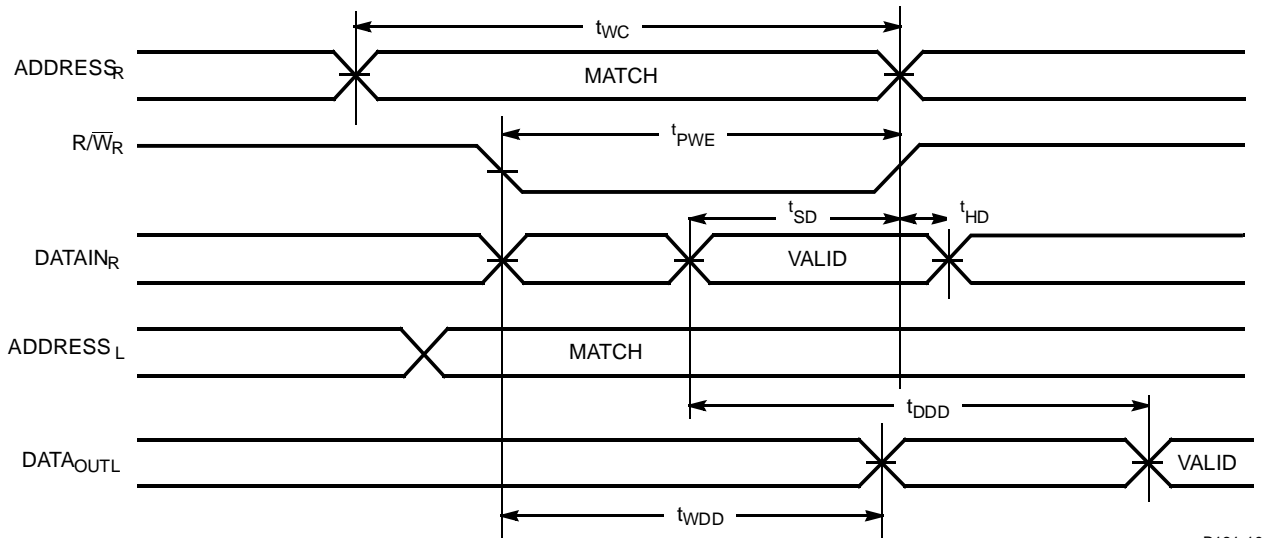 tWC
ADDRESSR
MATCH
R/W̅R
tPWE
tSD
tHD
DATAINR
VALID
ADDRESS L
MATCH
tDDD
DATAOUTL
VALID
tWDD